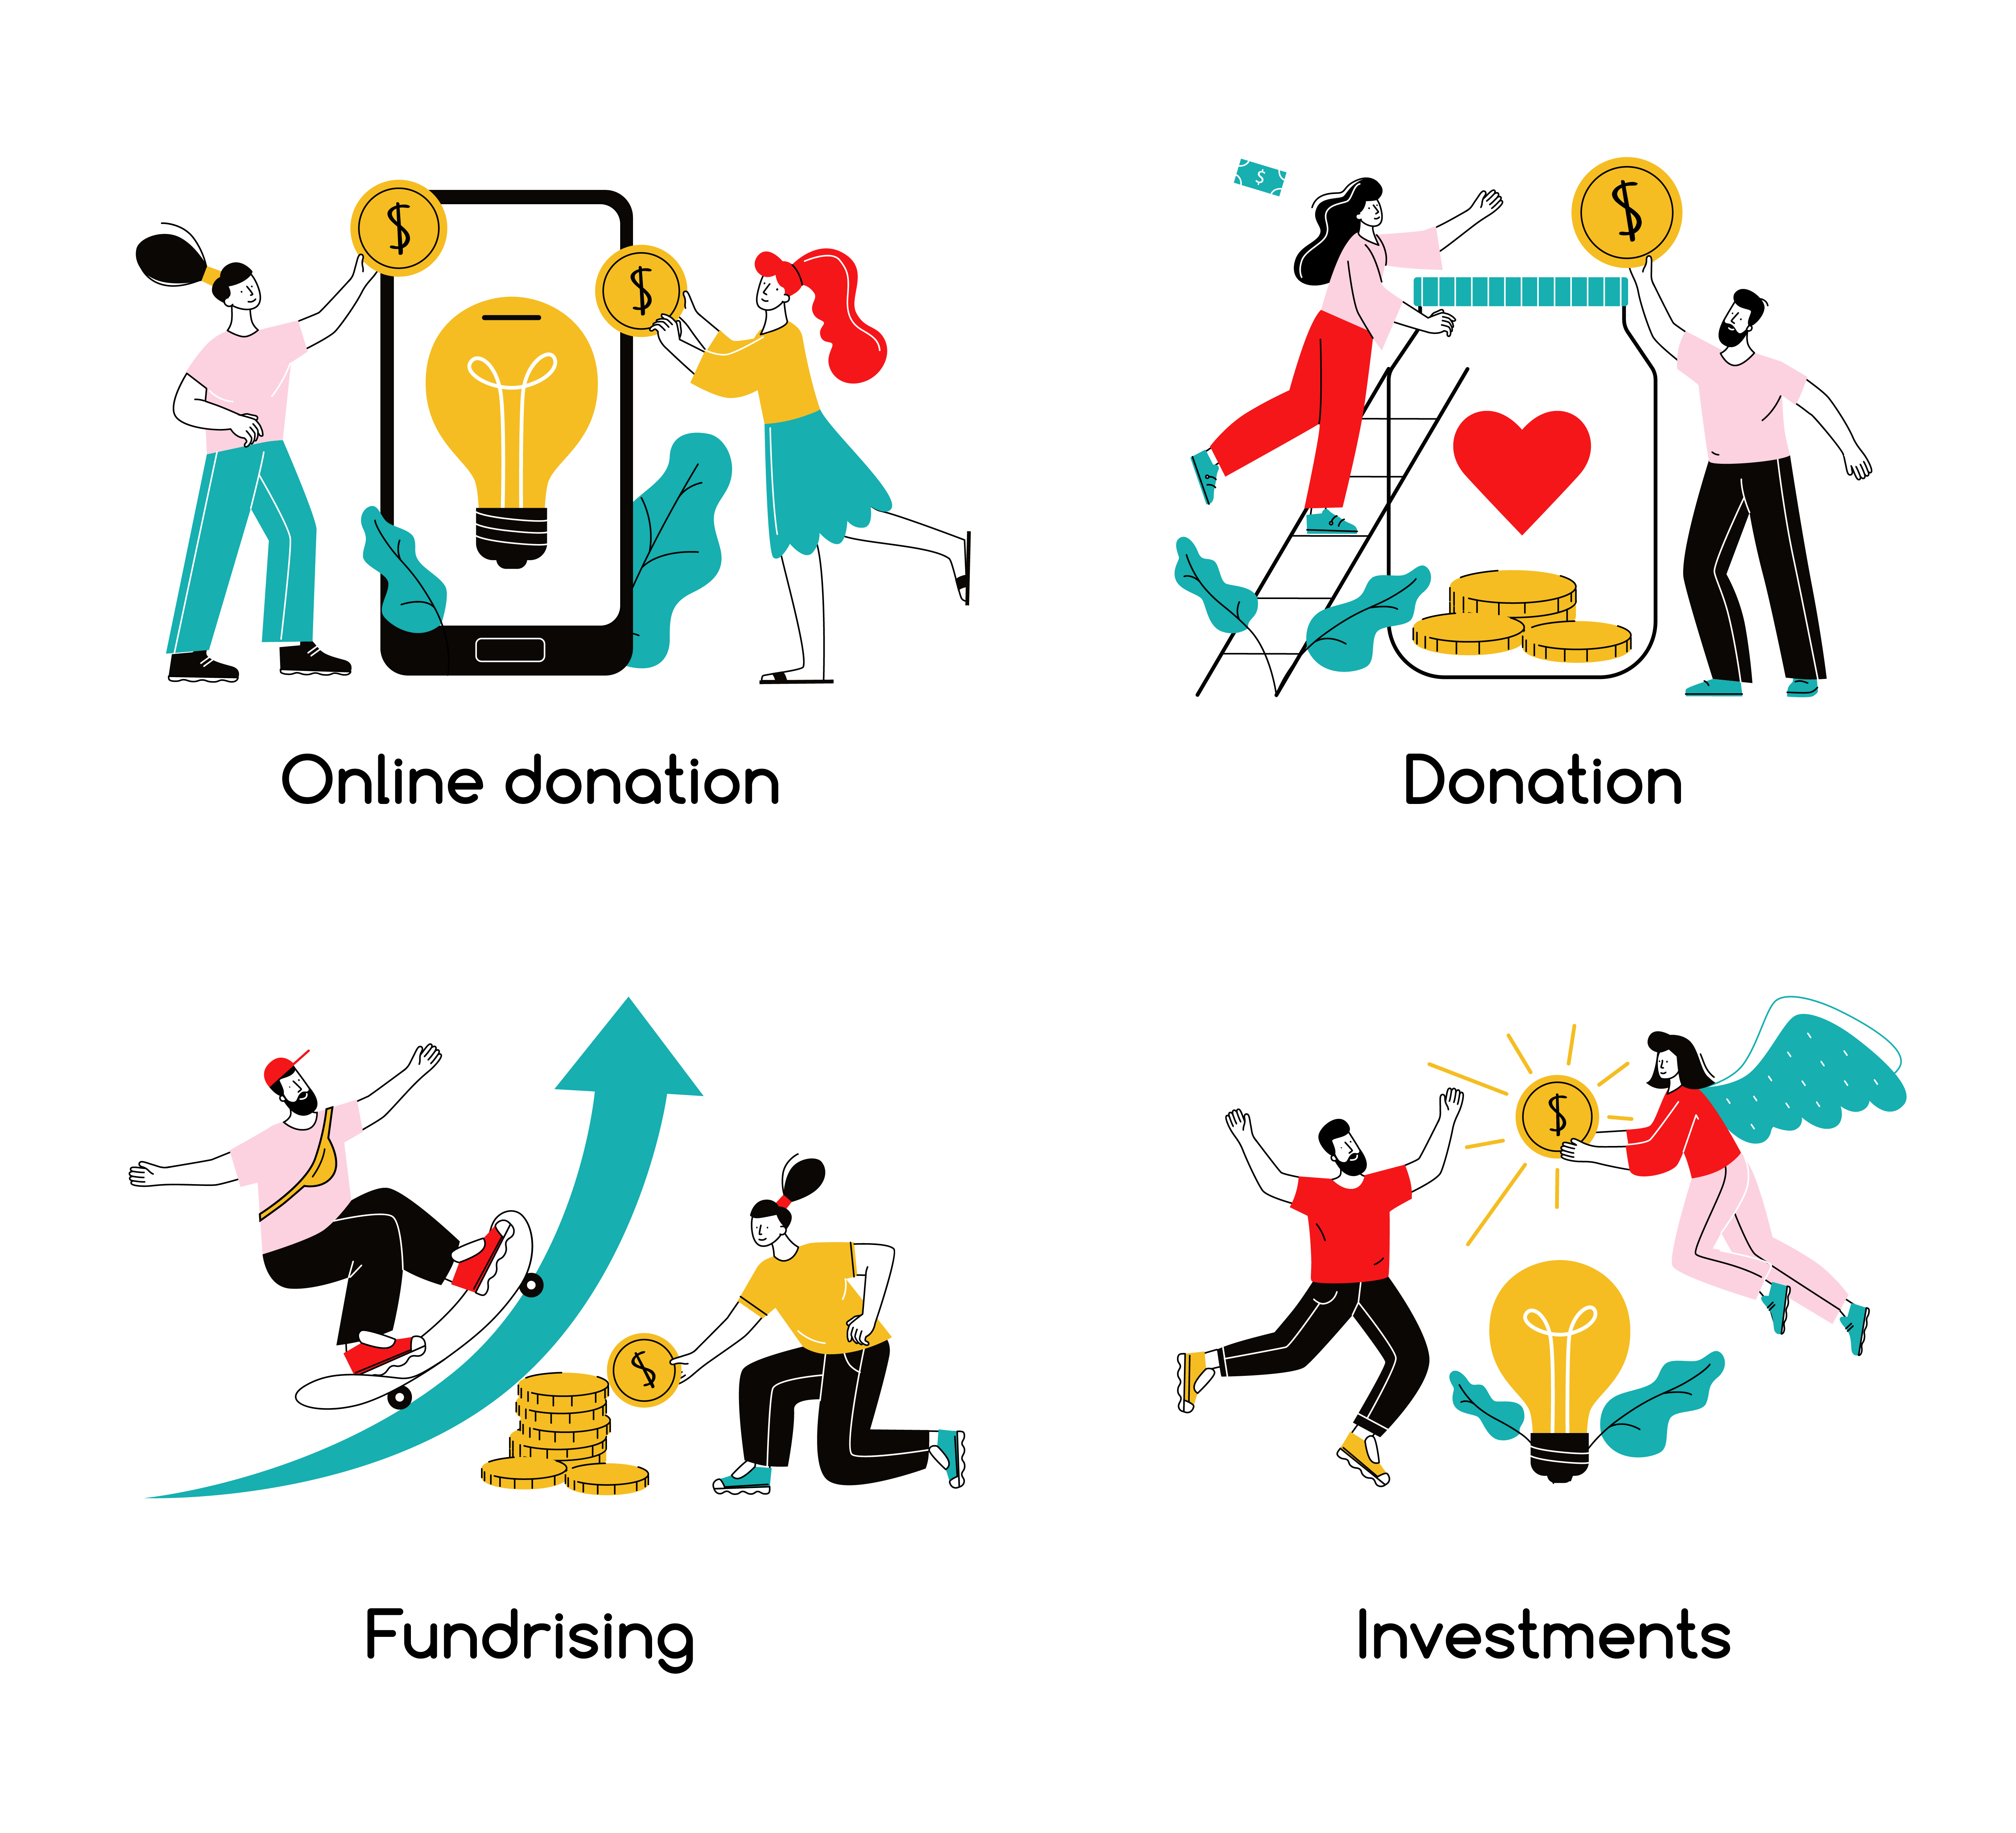 $
$
$
$
Online donation
Donation
$
$
Fundrising
Investments